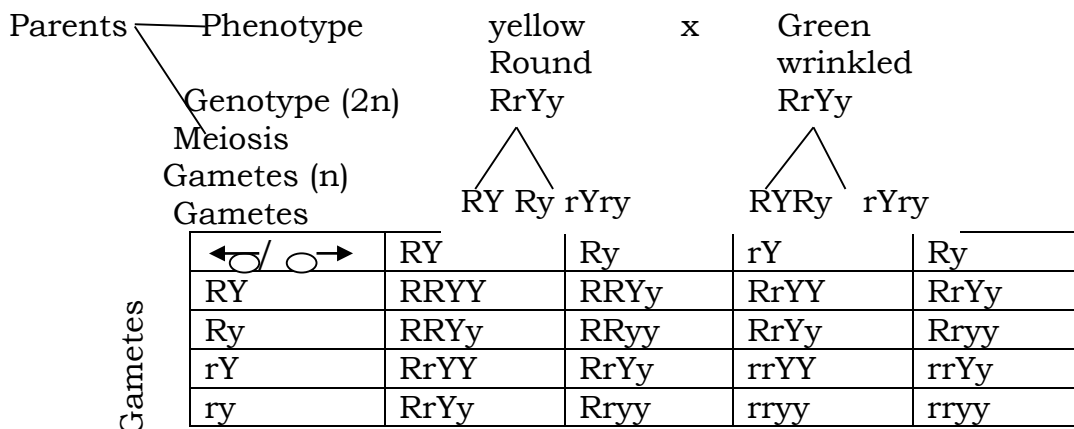 Parents Phenotype yellow x Green
Round wrinkled
Genotype (2n) RrYy RrYy
Meiosis
Gametes (n)
RY Ry rYry RYRy rYry
Gametes
/ RY Ry rY Ry
RY RRYY RRYy RrYY RrYy
Ry RRYy RRyy RrYy Rryy
rY RrYY RrYy rrYY rrYy
ry RrYy Rryy rryy rryy
Gametes